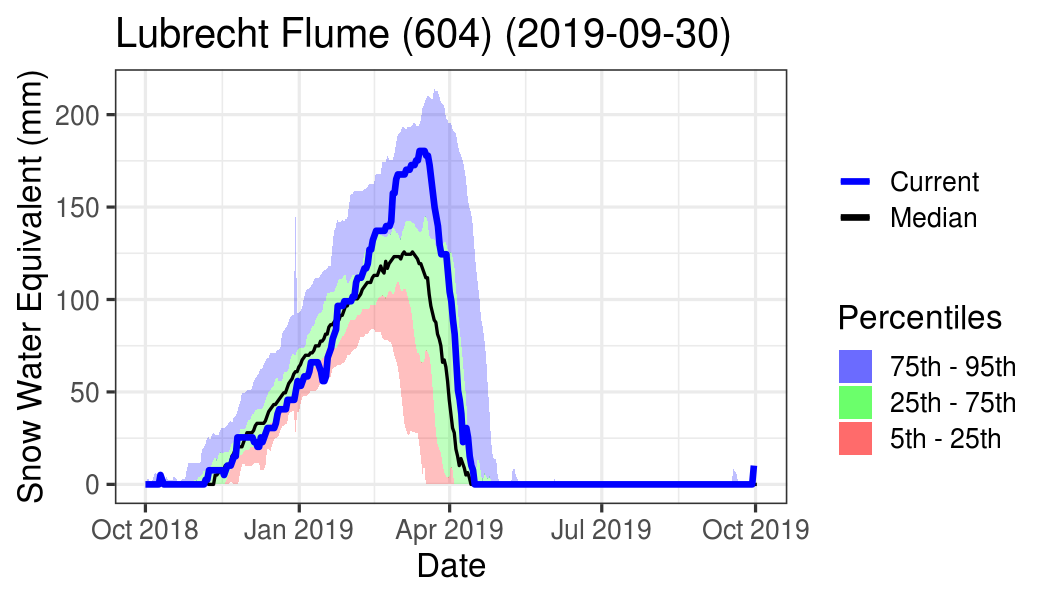 Lubrecht Flume (604) (2019-09-30)
Snow Water Equivalent (mm)
200
150
100
50
0
Oct 2018
Jan 2019
Apr 2019
Jul 2019
Oct 2019
Date
Current
Median
Percentiles
75th - 95th
25th - 75th
5th - 25th